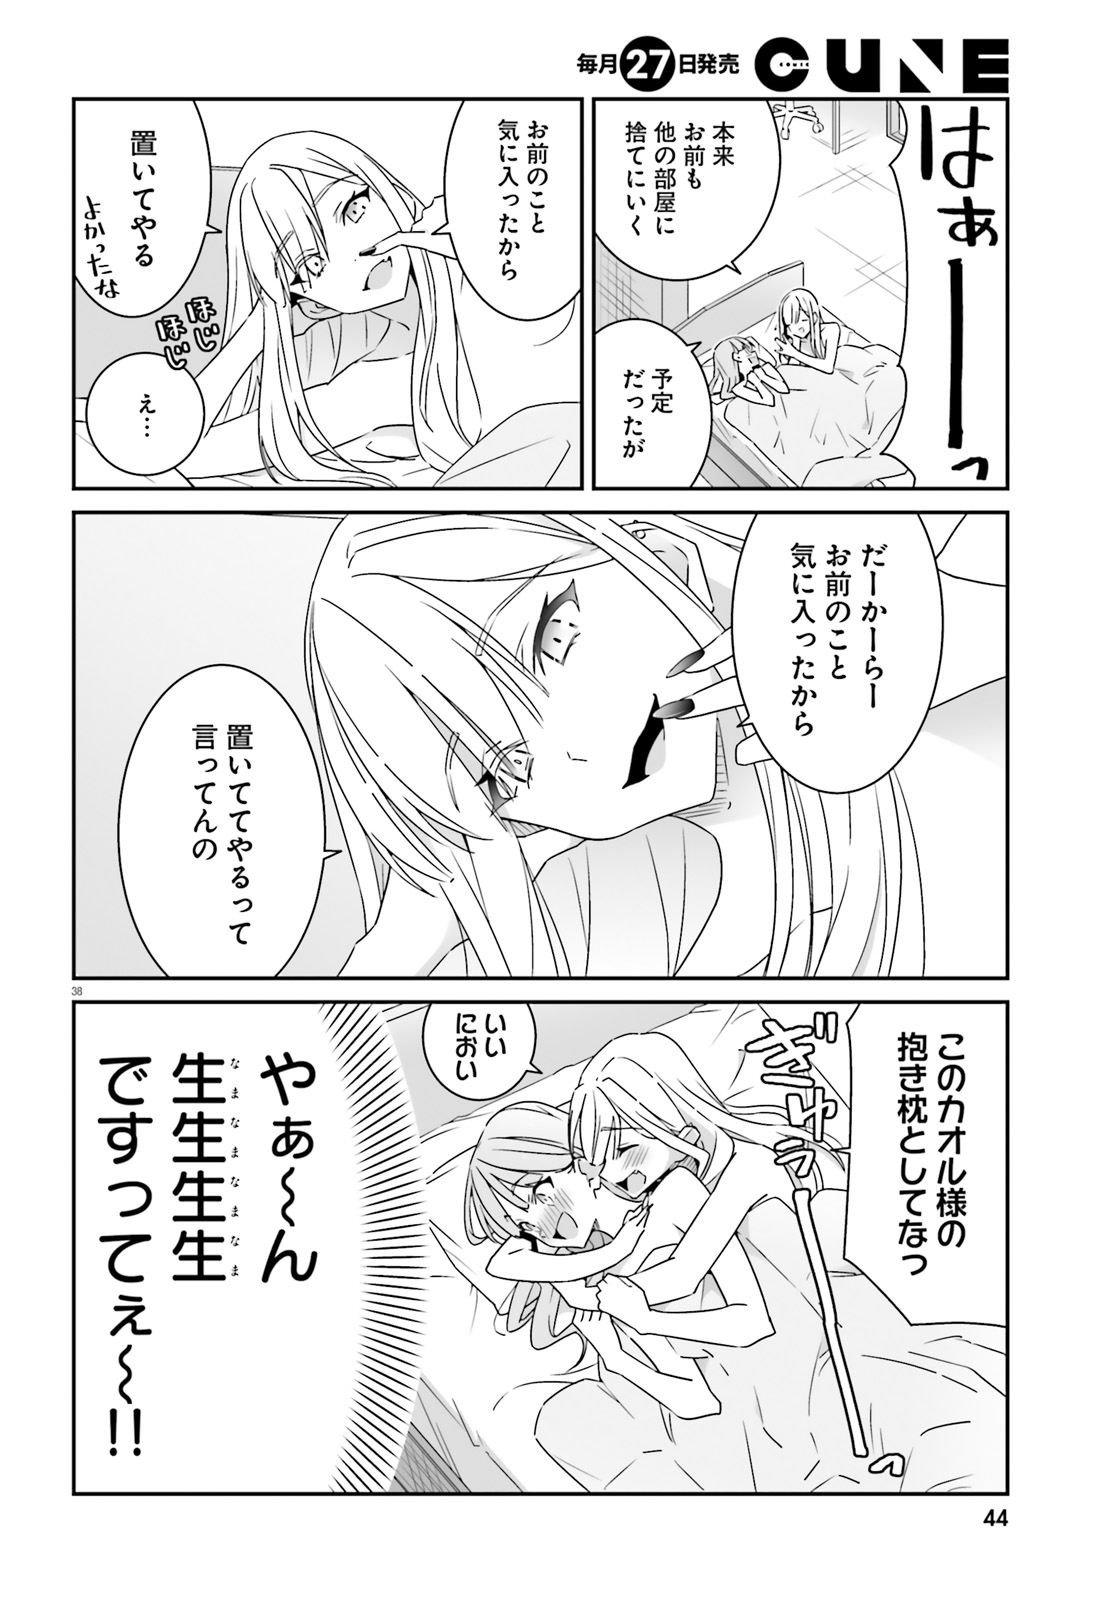 毎月27日発売 COMIC CUNE
はぁーーっ
本来
お前も
他の部屋に
捨てにいく
予定
だったが
お前のこと
気に入ったから
置いてやる
よかったな
ほじ
ほじ
え…
だーかーらー
お前のこと
気に入ったから
置いててやるって
言ってんの
38
このカオル様の
抱き枕としてなっ
ぎゅうーっ
いい
におい
やぁ〜ん
生生生生
なまなまなまなま
ですってぇ〜!!
44